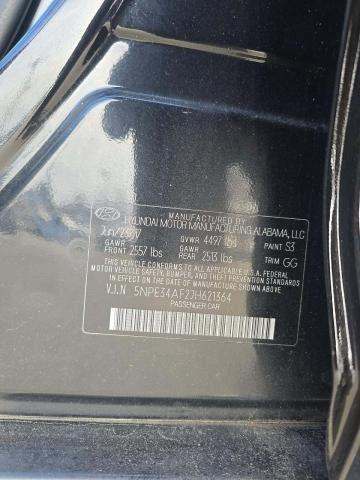 MANUFACTURED BY
HYUNDAI MOTOR MANUFACTURING ALABAMA, LLC
GVWR 4497 lbs PAINT S3
GAWR FRONT 2557 lbs GAWR REAR 2513 lbs TRIM GG
THIS VEHICLE CONFORMS TO ALL APPLICABLE U.S.A. FEDERAL
MOTOR VEHICLE SAFETY, BUMPER, AND THEFT PREVENTION STANDARDS
IN EFFECT ON THE DATE OF MANUFACTURE SHOWN ABOVE.
V.I.N 5NPE34AF2JH621364
PASSENGER CAR